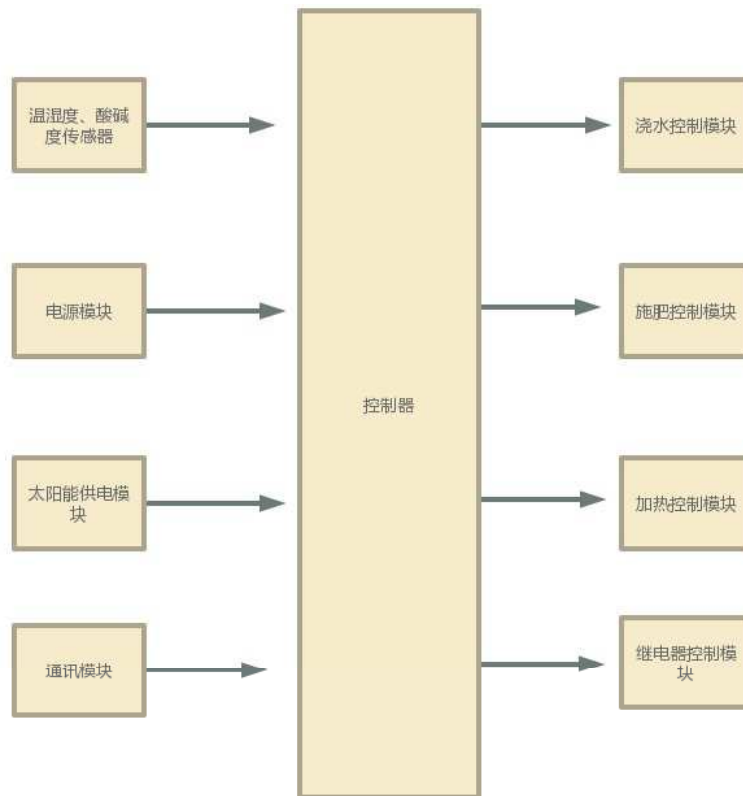 温湿度、酸碱
度传感器
电源模块
太阳能供电模
块
通讯模块
控制器
浇水控制模块
施肥控制模块
加热控制模块
继电器控制模
块